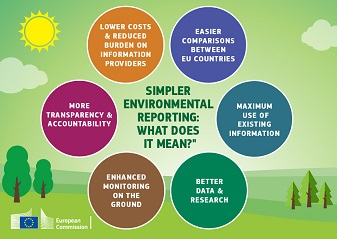 LOWER COSTS
& REDUCED
BURDEN ON
INFORMATION
PROVIDERS
EASIER
COMPARISONS
BETWEEN
EU COUNTRIES
MORE
TRANSPARENCY &
ACCOUNTABILITY
SIMPLER
ENVIRONMENTAL
REPORTING:
WHAT DOES
IT MEAN?"
MAXIMUM
USE OF
EXISTING
INFORMATION
ENHANCED
MONITORING
ON THE
GROUND
BETTER
DATA &
RESEARCH
European
Commission